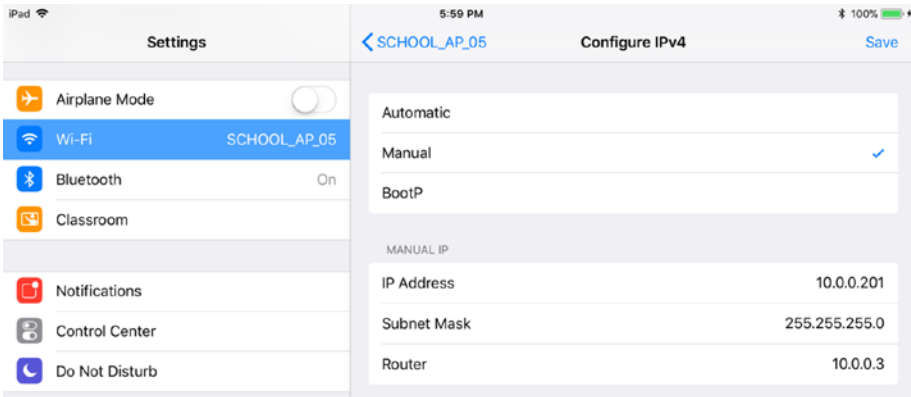 iPad 5:59 PM 100%
Settings
SCHOOL_AP_05 Configure IPv4 Save
Airplane Mode
Wi-Fi SCHOOL_AP_05
Bluetooth On
Classroom
Notifications
Control Center
Do Not Disturb
Automatic
Manual
BootP
MANUAL IP
IP Address 10.0.0.201
Subnet Mask 255.255.255.0
Router 10.0.0.3